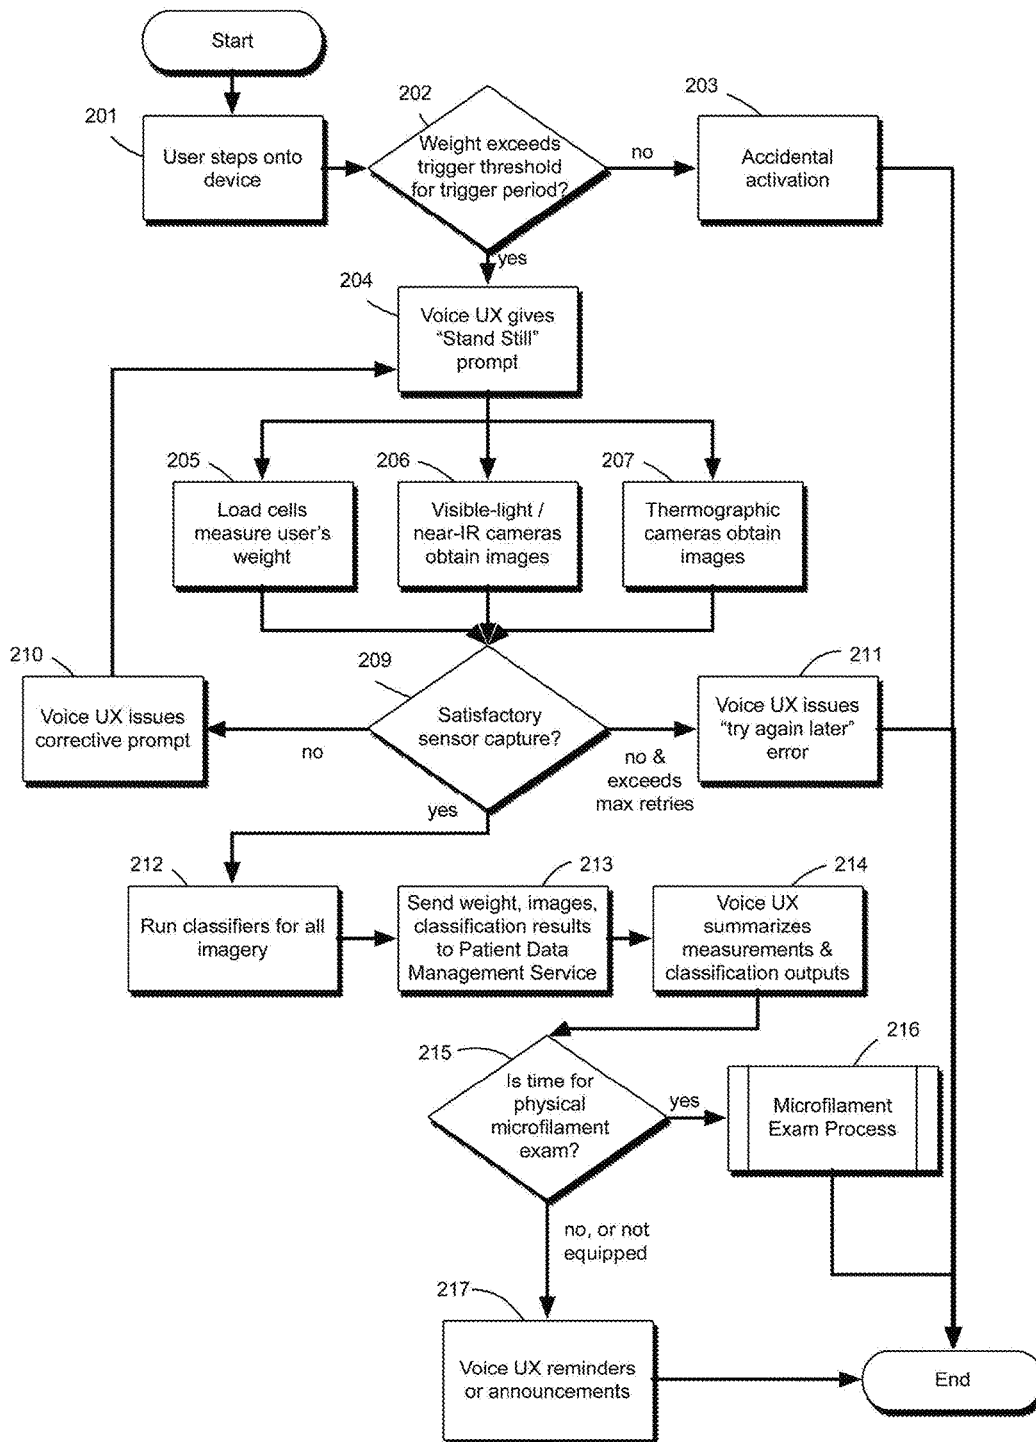 Start
201
User steps onto
device
202
Weight exceeds
trigger threshold
for trigger period?
no
203
Accidental
activation
yes
204
Voice UX gives
“Stand Still”
prompt
205
Load cells
measure user's
weight
206
Visible-light /
near-IR cameras
obtain images
207
Thermographic
cameras obtain
images
209
Satisfactory
sensor capture?
210
Voice UX issues
corrective prompt
no
211
Voice UX issues
“try again later”
error
no &
exceeds
max retries
yes
212
Run classifiers for all
imagery
213
Send weight, images,
classification results
to Patient Data
Management Service
214
Voice UX
summarizes
measurements &
classification outputs
215
Is time for
physical
microfilament
exam?
yes
216
Microfilament
Exam Process
no, or not
equipped
217
Voice UX reminders
or announcements
End